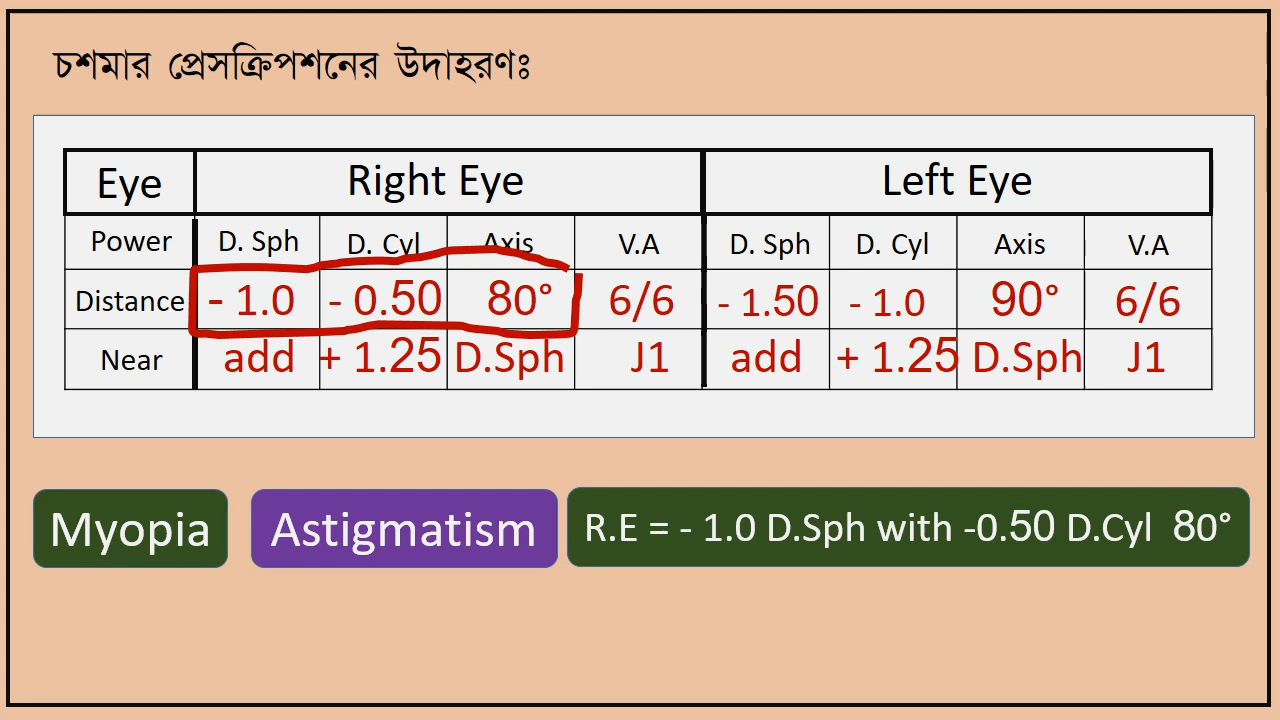 চশমার প্রেসক্রিপশনের উদাহরণঃ
Eye Right Eye Left Eye
Power D. Sph D. Cyl Axis V.A D. Sph D. Cyl Axis V.A
Distance - 1.0 - 0.50 80° 6/6 - 1.50 - 1.0 90° 6/6
Near add + 1.25 D.Sph J1 add + 1.25 D.Sph J1
Myopia Astigmatism R.E = - 1.0 D.Sph with -0.50 D.Cyl 80°